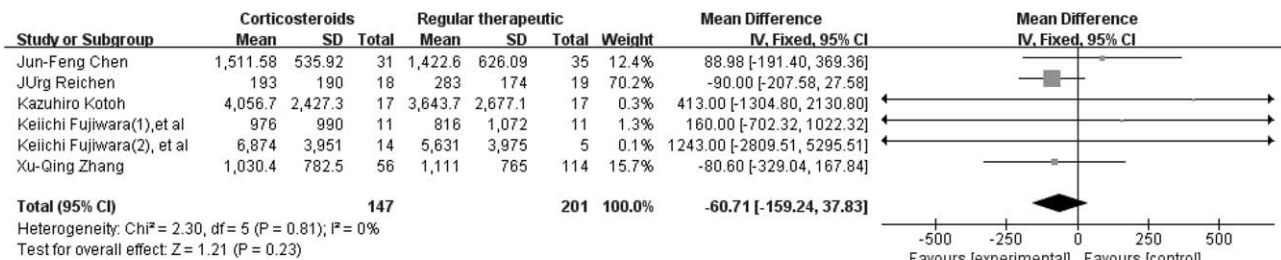 Corticosteroids Regular therapeutic Mean Difference Mean Difference
Study or Subgroup Mean SD Total Mean SD Total Weight IV, Fixed, 95% CI IV, Fixed, 95% CI
Jun-Feng Chen 1,511.58 535.92 31 1,422.6 626.09 35 12.4% 88.98 [-191.40, 369.36]
JUrg Reichen 193 190 18 283 174 19 70.2% -90.00 [-207.58, 27.58]
Kazuhiro Kotoh 4,056.7 2,427.3 17 3,643.7 2,677.1 17 0.3% 413.00 [-1304.80, 2130.80]
Keiichi Fujiwara(1),et al 976 990 11 816 1,072 11 1.3% 160.00 [-702.32, 1022.32]
Keiichi Fujiwara(2), et al 6,874 3,951 14 5,631 3,975 5 0.1% 1243.00 [-2809.51, 5295.51]
Xu-Qing Zhang 1,030.4 782.5 56 1,111 765 114 15.7% -80.60 [-329.04, 167.84]
Total (95% CI) 147 201 100.0% -60.71 [-159.24, 37.83]
Heterogeneity: Chi² = 2.30, df = 5 (P = 0.81); I² = 0%
Test for overall effect: Z = 1.21 (P = 0.23)
-500 -250 0 250 500
Favours [experimental] Favours [control]